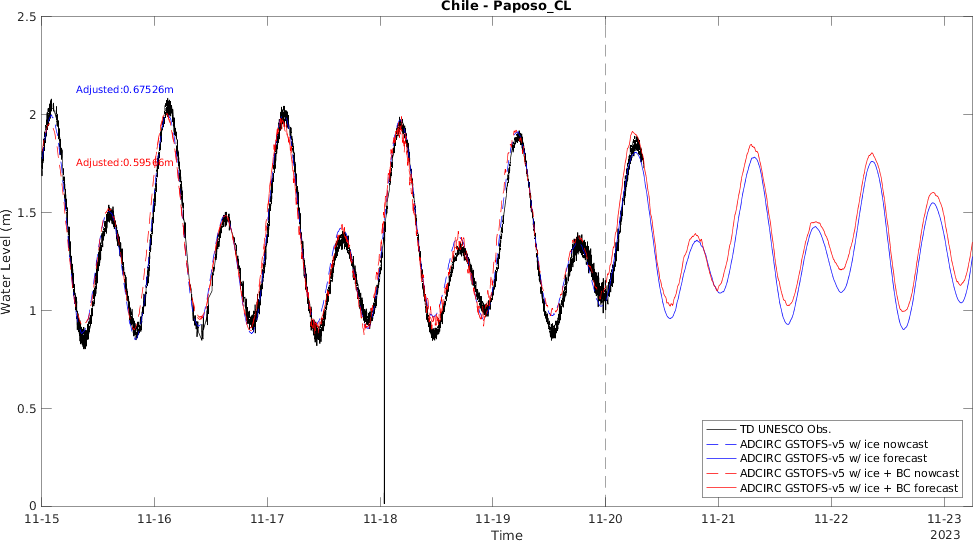 Chile - Paposo_CL
2.5
Adjusted:0.67526m
2
Adjusted:0.59566m
1.5
Water Level (m)
1
0.5
TD UNESCO Obs.
ADCIRC GSTOFS-v5 w/ ice nowcast
ADCIRC GSTOFS-v5 w/ ice forecast
ADCIRC GSTOFS-v5 w/ ice + BC nowcast
ADCIRC GSTOFS-v5 w/ ice + BC forecast
0
11-15 11-16 11-17 11-18 11-19 11-20 11-21 11-22 11-23
Time
2023